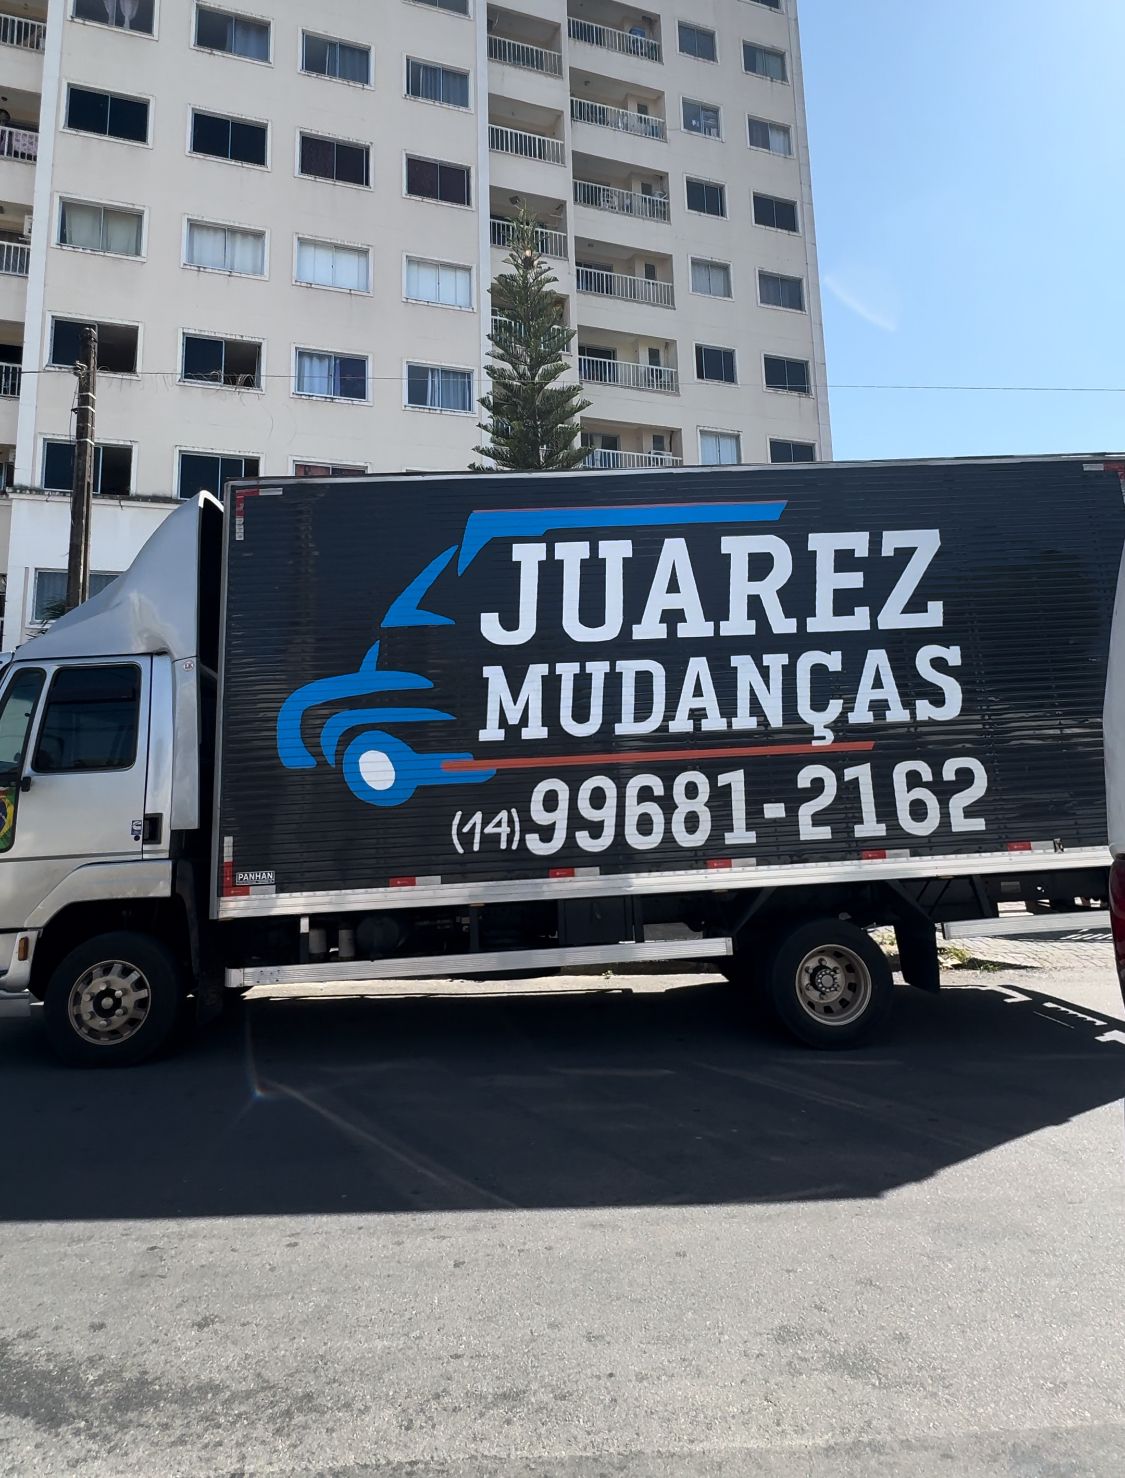 JUAREZ
MUDANÇAS
(14)99681-2162
PANHAN